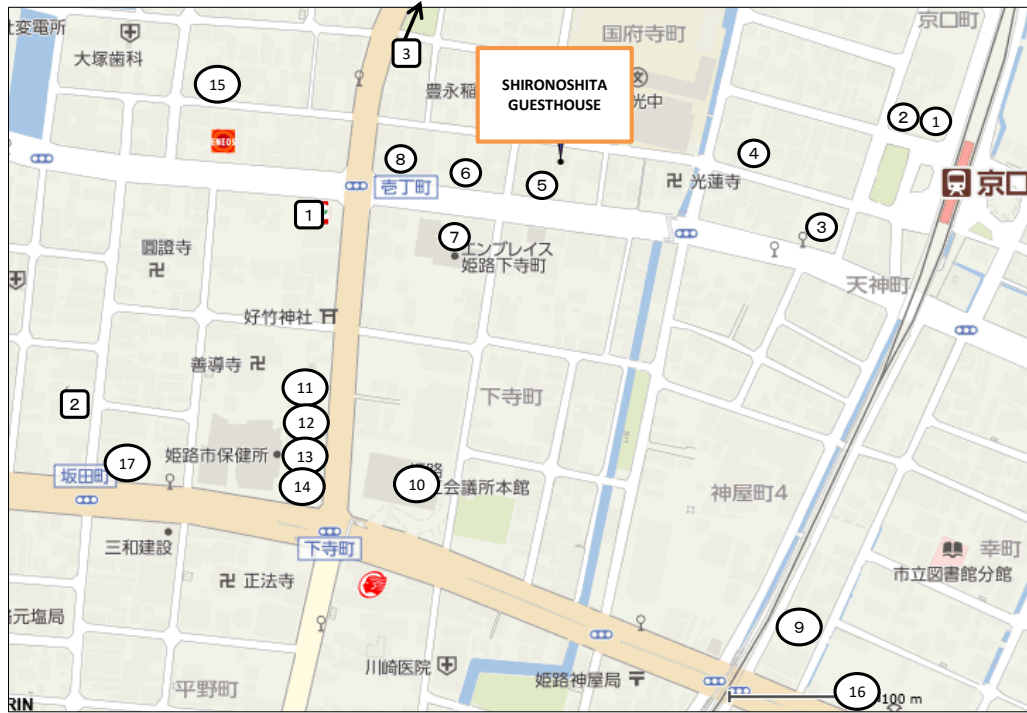 変電所
大塚歯科
国府寺町
京口町
3
15
豊永稲
SHIRONOSHITA
GUESTHOUSE
光中
2
1
ENEOS
8
6
5
4
光蓮寺
京口
壱丁町
1
7
3
エンブレイス
姫路下寺町
圓證寺
天神町
好竹神社
善導寺
11
下寺町
2
12
17
姫路市保健所
13
坂田町
14
10
会議所本館
神屋町4
三和建設
下寺町
幸町
市立図書館分館
正法寺
元塩局
9
川崎医院
姫路神屋局
平野町
16
100 m
RIN